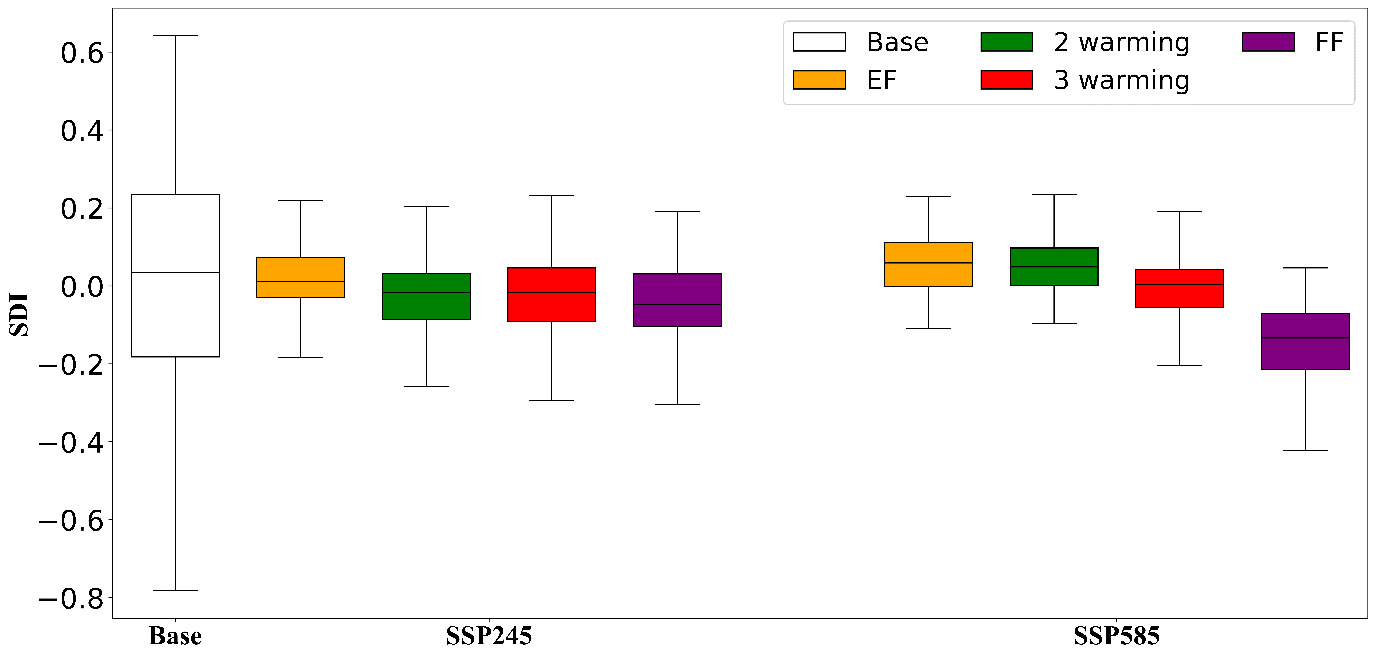 Base
2 warming
FF
EF
3 warming
0.6
0.4
0.2
0.0
−0.2
−0.4
−0.6
−0.8
SDI
Base
SSP245
SSP585